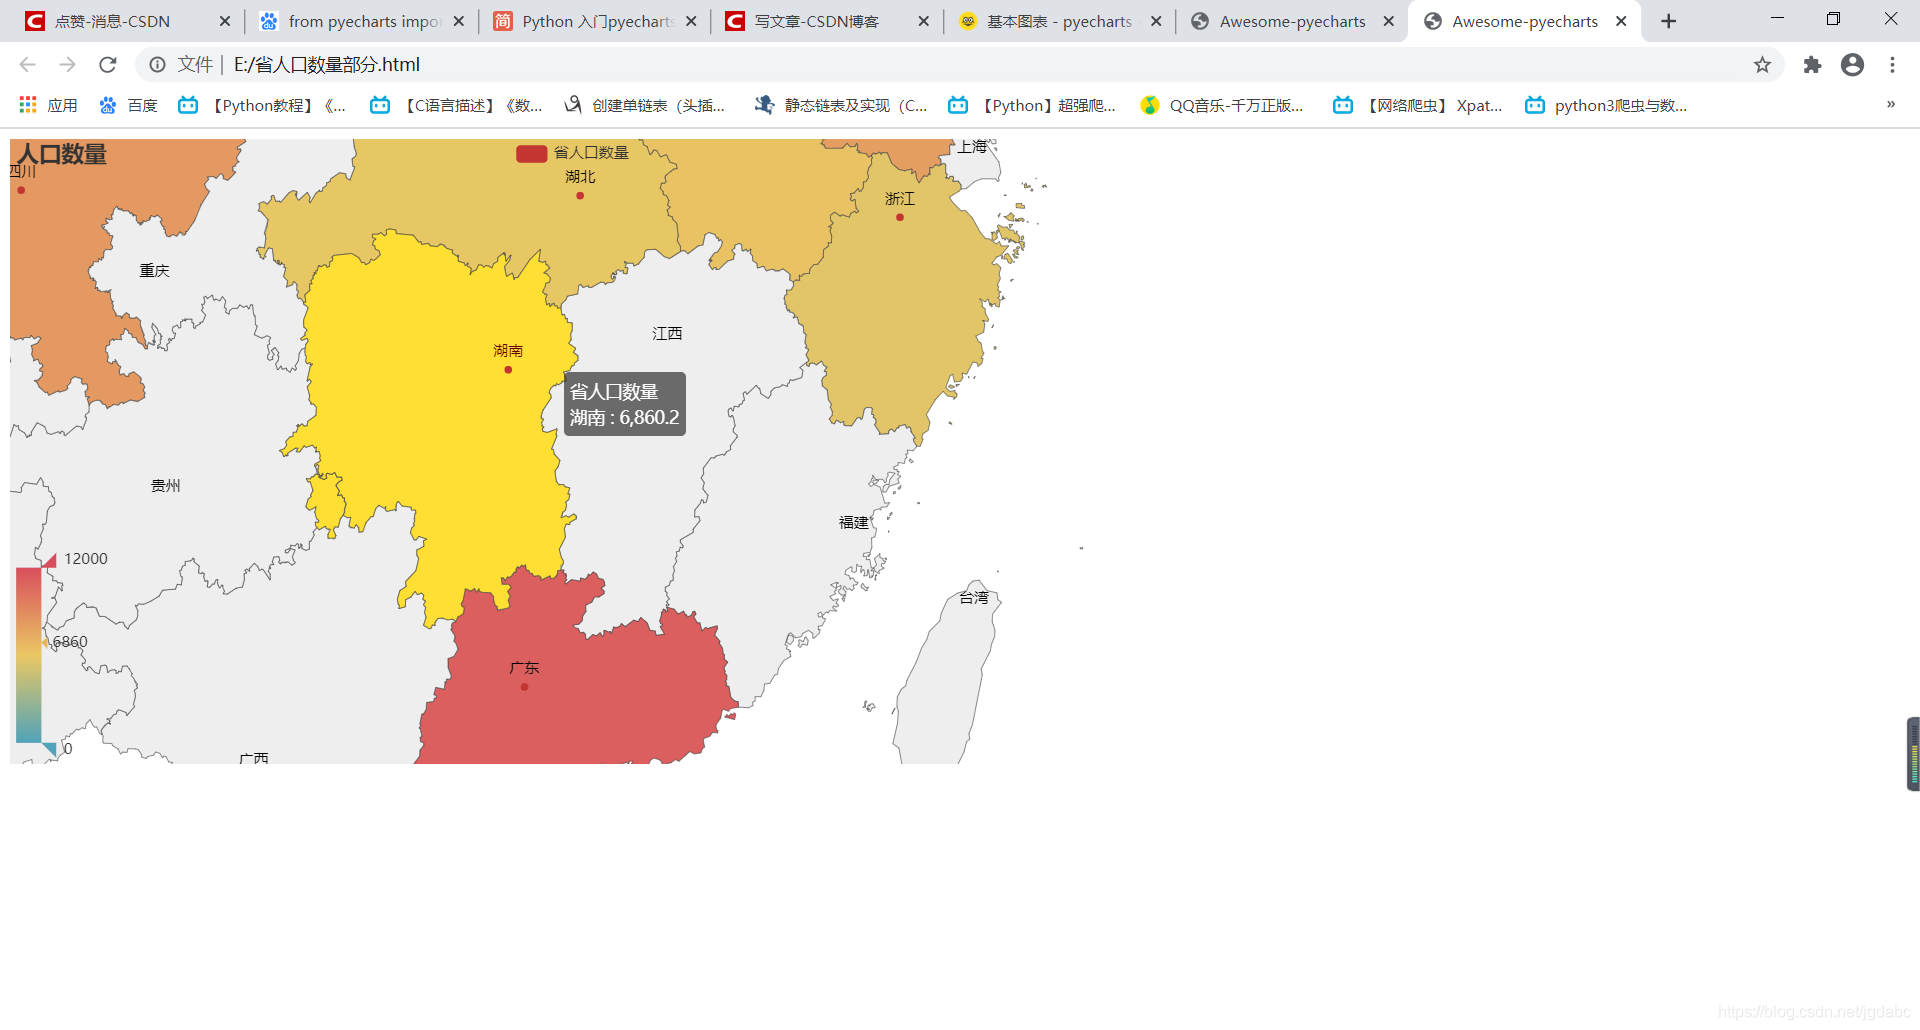 点赞-消息-CSDN
from pyecharts impor
Python 入门pyecharts
写文章-CSDN博客
基本图表 - pyecharts
Awesome-pyecharts
Awesome-pyecharts
文件 | E:/省人口数量部分.html
应用
百度
【Python教程】《...
【C语言描述】《数...
创建单链表（头插...
静态链表及实现（C...
【Python】超强爬...
QQ音乐-千万正版...
【网络爬虫】Xpat...
python3爬虫与数...
»
人口数量
省人口数量
上海
四川
湖北
浙江
重庆
江西
湖南
省人口数量
湖南 : 6,860.2
贵州
福建
12000
台湾
6860
广东
0
广西
https://blog.csdn.net/jgdabc